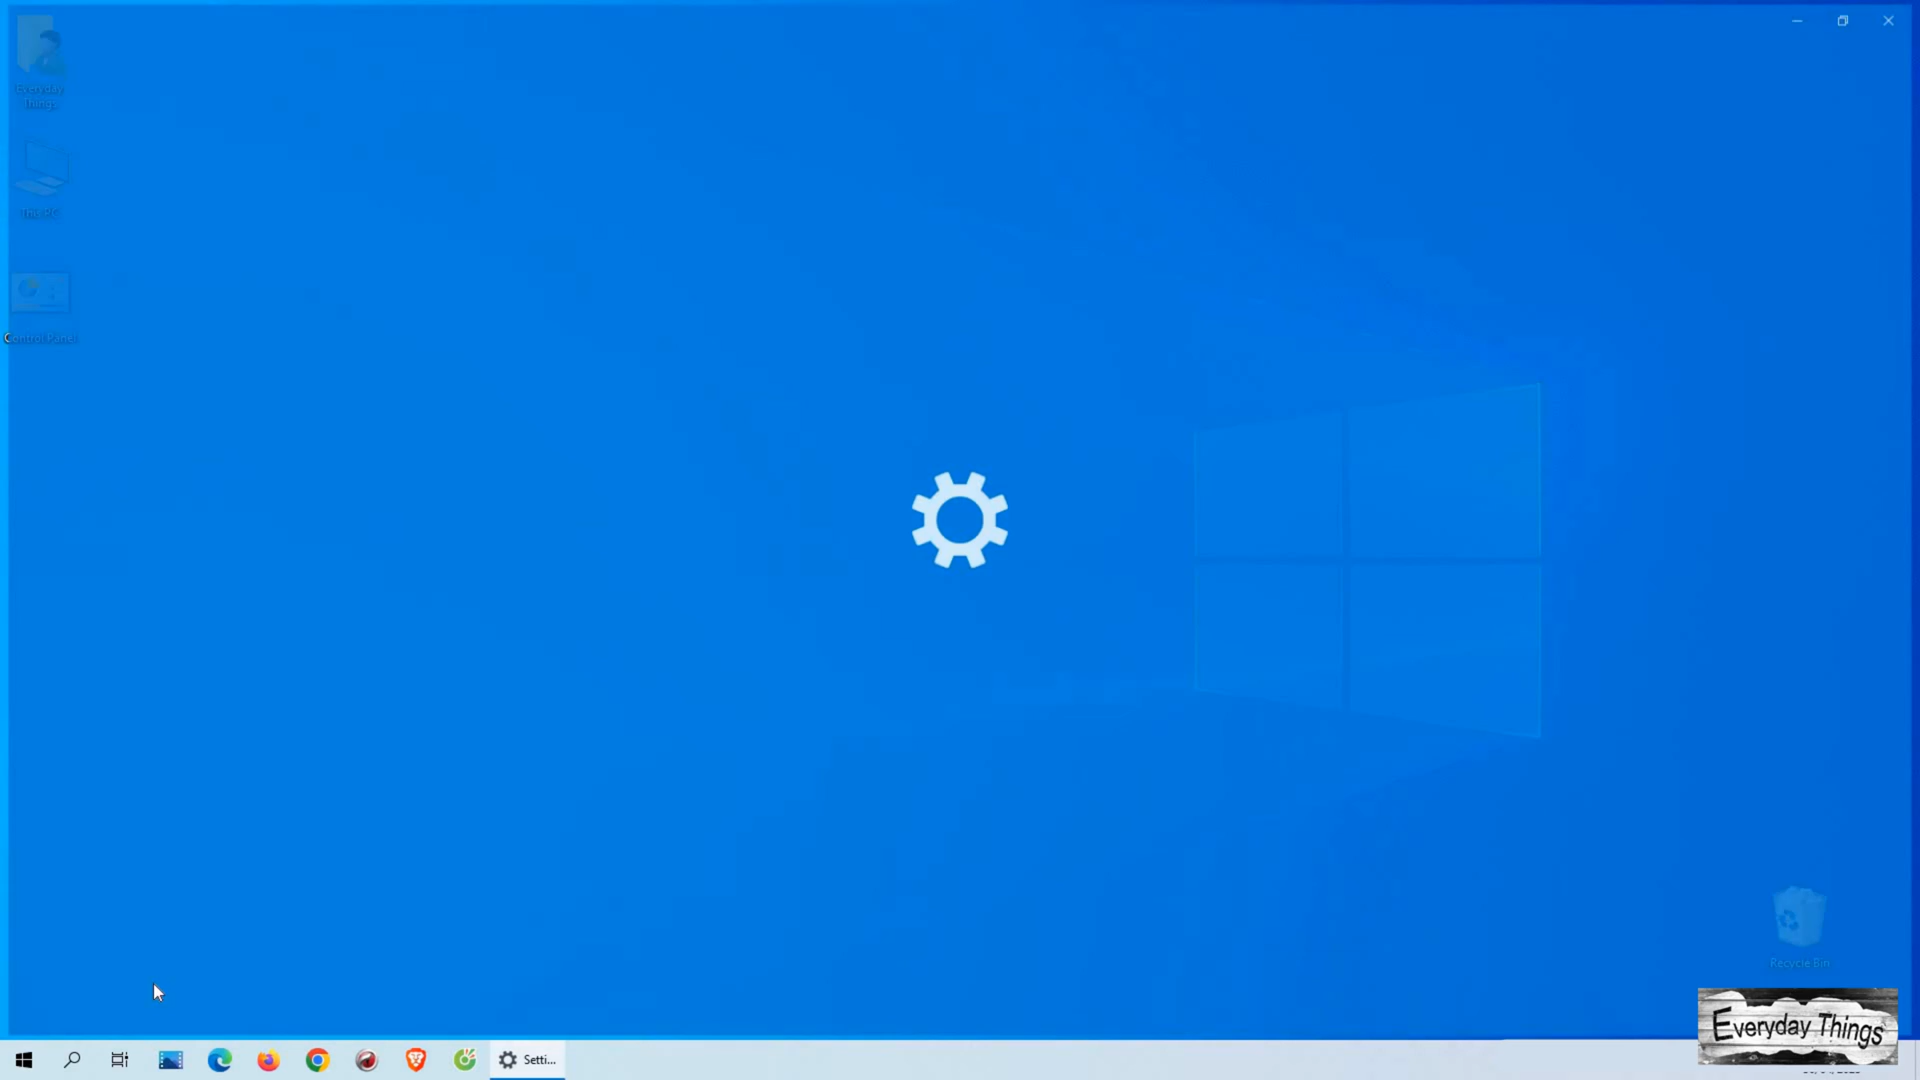 Everyday
Things
This PC
Control Panel
Recycle Bin
Everyday Things
Setti...